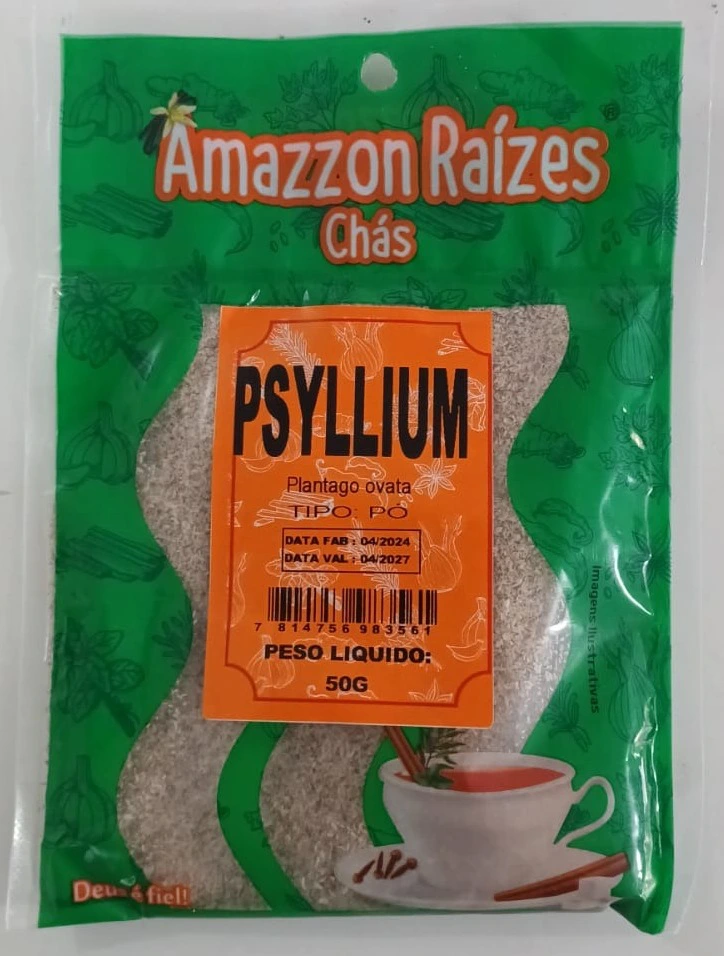 Amazzon Raízes
®
Chás
PSYLLIUM
Plantago ovata
TIPO: PÓ
DATA FAB : 04/2024
DATA VAL : 04/2027
7 814756 983561
PESO LIQUIDO:
50G
Imagens Ilustrativas
Deus é fiel!